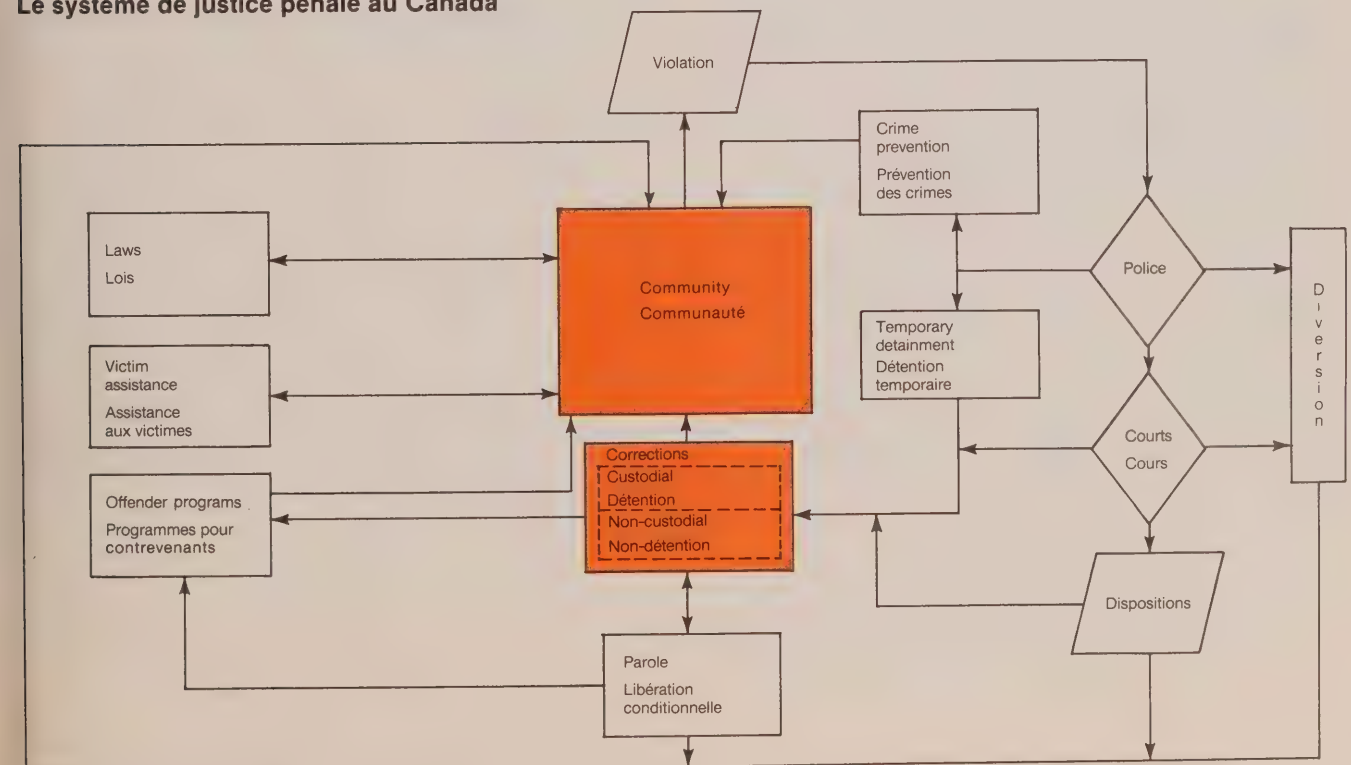 Le système de justice pénale au Canada
Violation
Crime
prevention
Prévention
des crimes
Laws
Lois
Community
Communauté
Police
Diversion
Temporary
detainment
Détention
temporaire
Victim
assistance
Assistance
aux victimes
Courts
Cours
Corrections
Custodial
Détention
Non-custodial
Non-détention
Offender programs
Programmes pour
contrevenants
Dispositions
Parole
Libération
conditionnelle